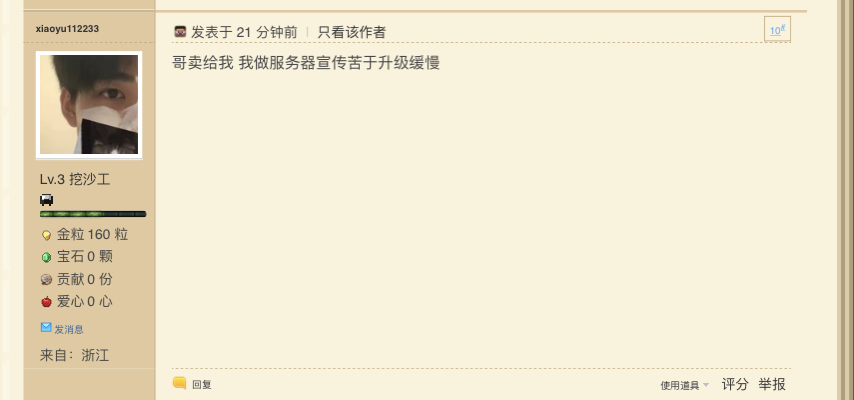 xiaoyu112233
发表于 21 分钟前 | 只看该作者
10#
哥卖给我 我做服务器宣传苦于升级缓慢
Lv.3 挖沙工
金粒 160 粒
宝石 0 颗
贡献 0 份
爱心 0 心
发消息
来自：浙江
回复
使用道具 评分 举报